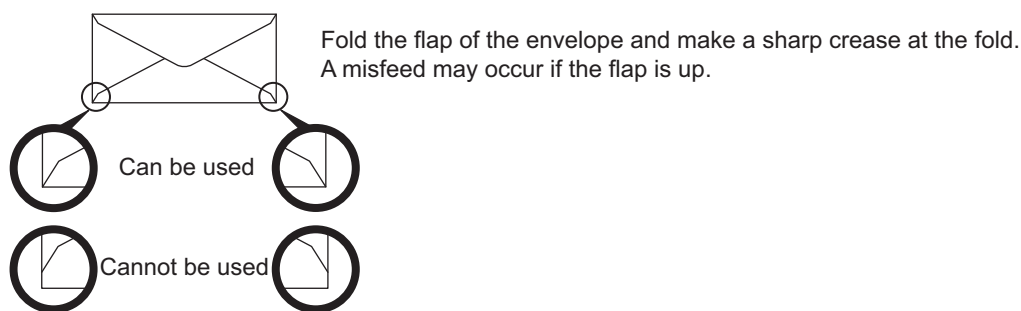 Fold the flap of the envelope and make a sharp crease at the fold.
A misfeed may occur if the flap is up.
Can be used
Cannot be used